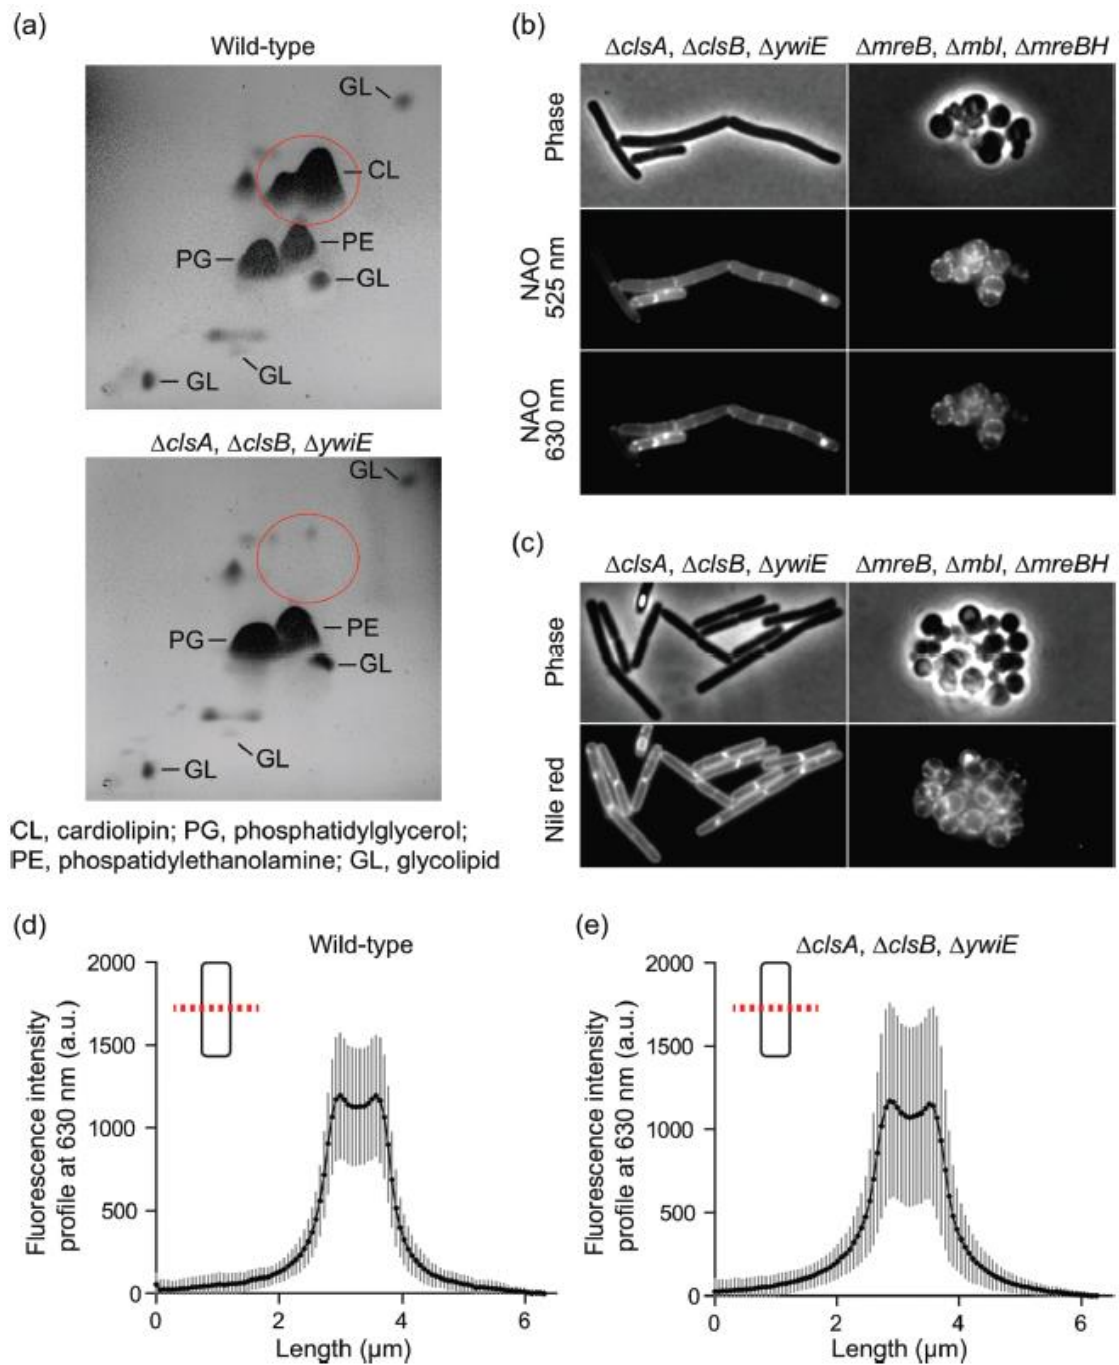 (a)
Wild-type
GL
CL
PG
PE
GL
GL
GL
ΔclsA, ΔclsB, ΔywiE
GL
PG
PE
GL
GL
GL
CL, cardiolipin; PG, phosphatidylglycerol;
PE, phospatidylethanolamine; GL, glycolipid
(b)
ΔclsA, ΔclsB, ΔywiE
ΔmreB, Δmbl, ΔmreBH
Phase
NAO
525 nm
NAO
630 nm
(c)
ΔclsA, ΔclsB, ΔywiE
ΔmreB, Δmbl, ΔmreBH
Phase
Nile red
(d)
Wild-type
Fluorescence intensity
profile at 630 nm (a.u.)
2000
1500
1000
500
0
0 2 4 6
Length (μm)
(e)
ΔclsA, ΔclsB, ΔywiE
Fluorescence intensity
profile at 630 nm (a.u.)
2000
1500
1000
500
0
0 2 4 6
Length (μm)